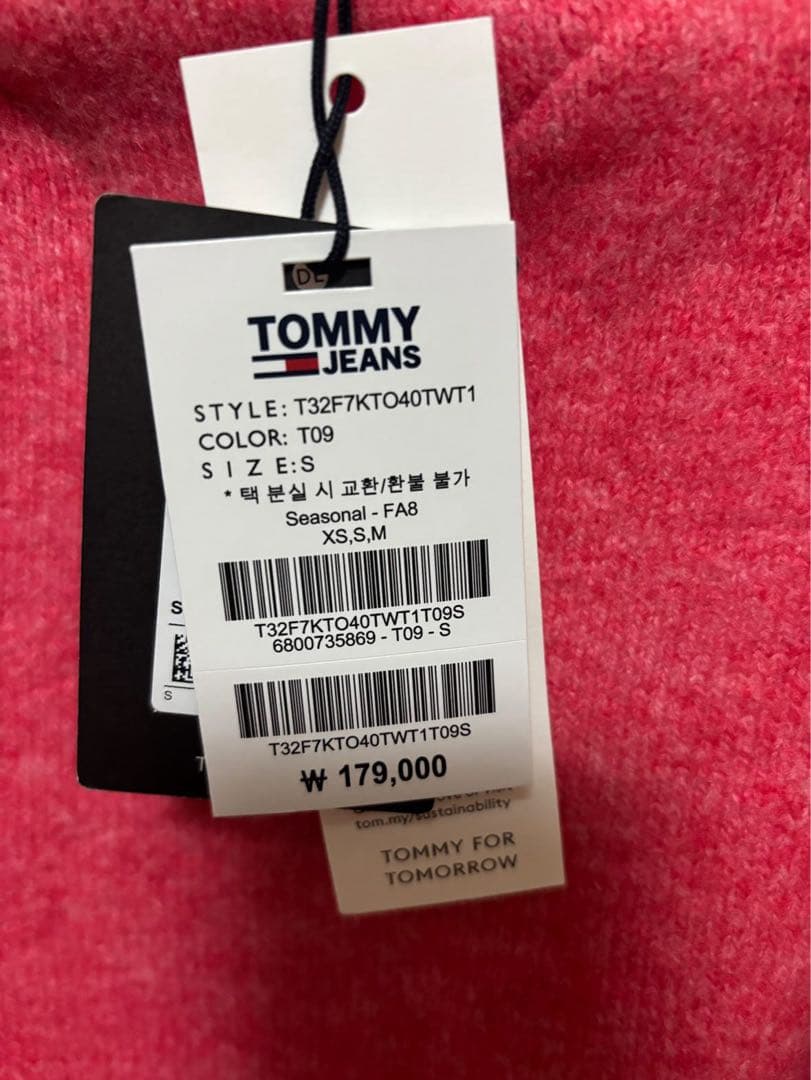 DE
TOMMY
JEANS
STYLE: T32F7KTO40TWT1
COLOR: T09
SIZE:S
* 택 분실 시 교환/환불 불가
Seasonal - FA8
XS,S,M
T32F7KTO40TWT1T09S
6800735869 - T09 - S
T32F7KTO40TWT1T09S
₩ 179,000
S
S
T
tom.my/sustainability
TOMMY FOR
TOMORROW